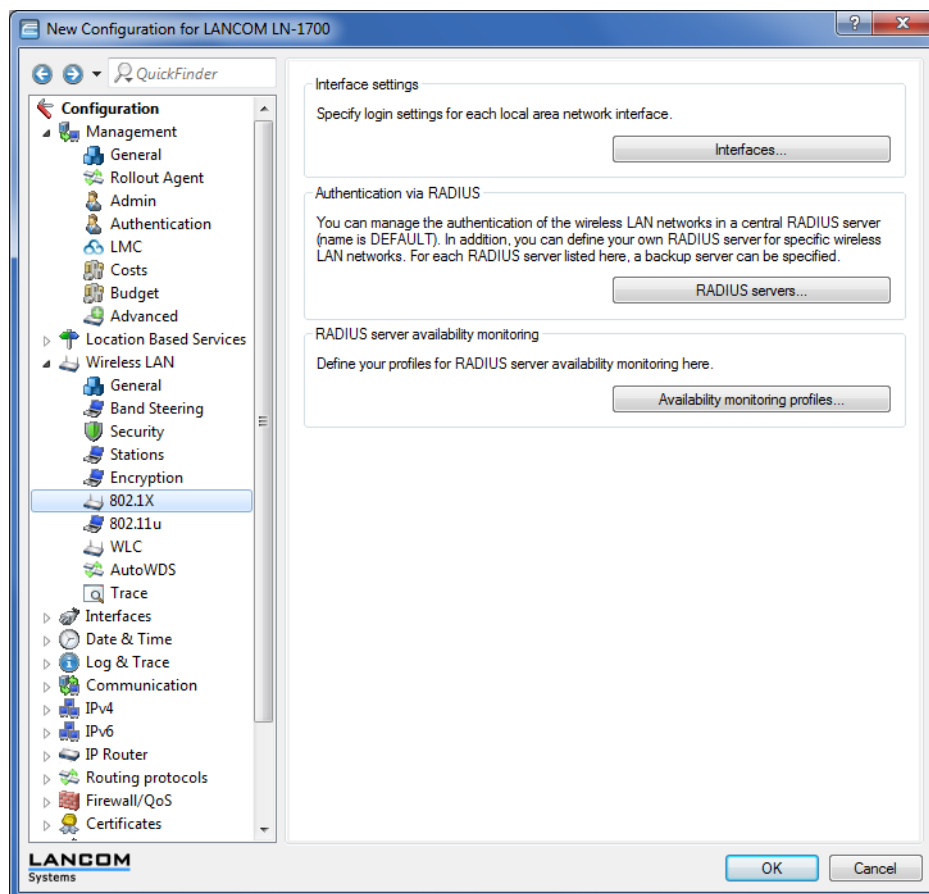 New Configuration for LANCOM LN-1700
QuickFinder
Configuration
Management
General
Rollout Agent
Admin
Authentication
LMC
Costs
Budget
Advanced
Location Based Services
Wireless LAN
General
Band Steering
Security
Stations
Encryption
802.1X
802.11u
WLC
AutoWDS
Trace
Interfaces
Date & Time
Log & Trace
Communication
IPv4
IPv6
IP Router
Routing protocols
Firewall/QoS
Certificates
Interface settings
Specify login settings for each local area network interface.
Interfaces...
Authentication via RADIUS
You can manage the authentication of the wireless LAN networks in a central RADIUS server
(name is DEFAULT). In addition, you can define your own RADIUS server for specific wireless
LAN networks. For each RADIUS server listed here, a backup server can be specified.
RADIUS servers...
RADIUS server availability monitoring
Define your profiles for RADIUS server availability monitoring here.
Availability monitoring profiles...
LANCOM
Systems
OK
Cancel